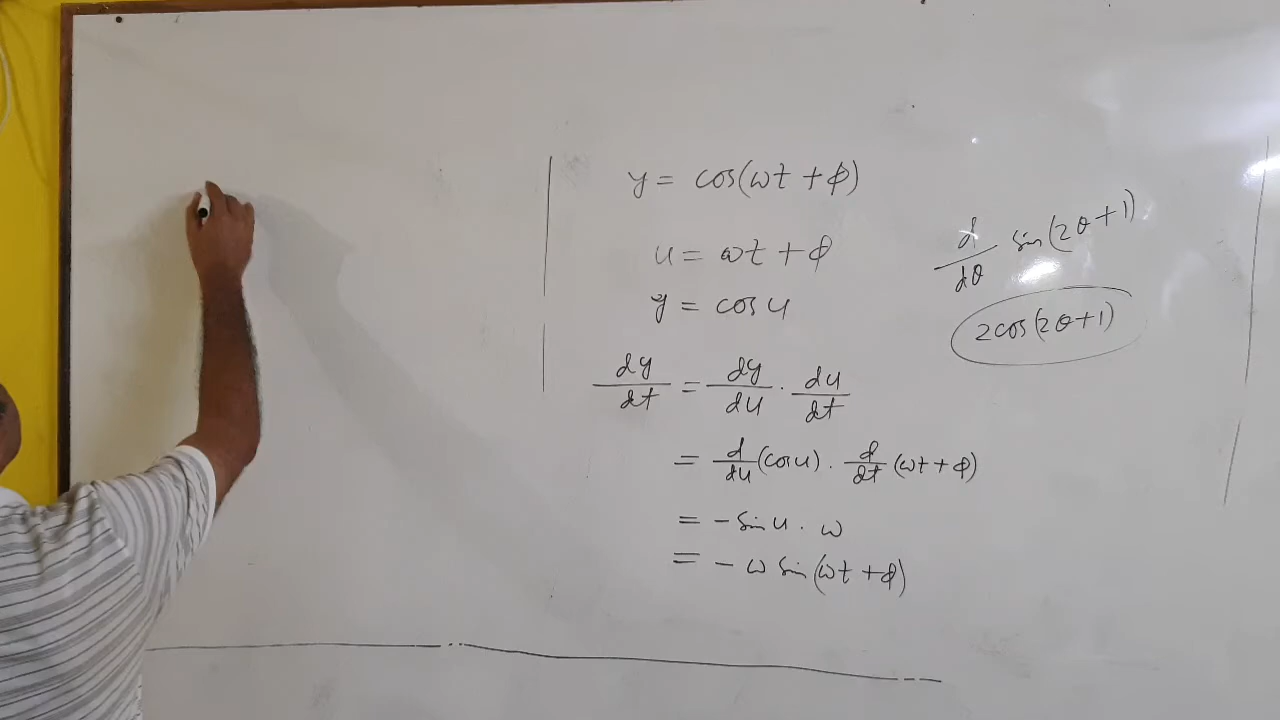 y = cos(ωt + φ)
u = ωt + φ
y = cos u
dy/dt = dy/du · du/dt
= d/du (cos u) · d/dt (ωt + φ)
= - sin u · ω
= - ω sin (ωt + φ)
d/dθ sin(2θ+1)
2cos(2θ+1)